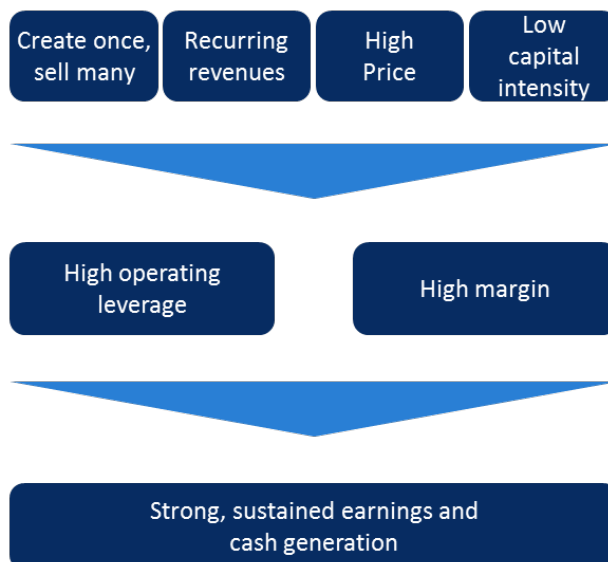 Create once,
sell many
Recurring
revenues
High
Price
Low
capital
intensity
High operating
leverage
High margin
Strong, sustained earnings and
cash generation